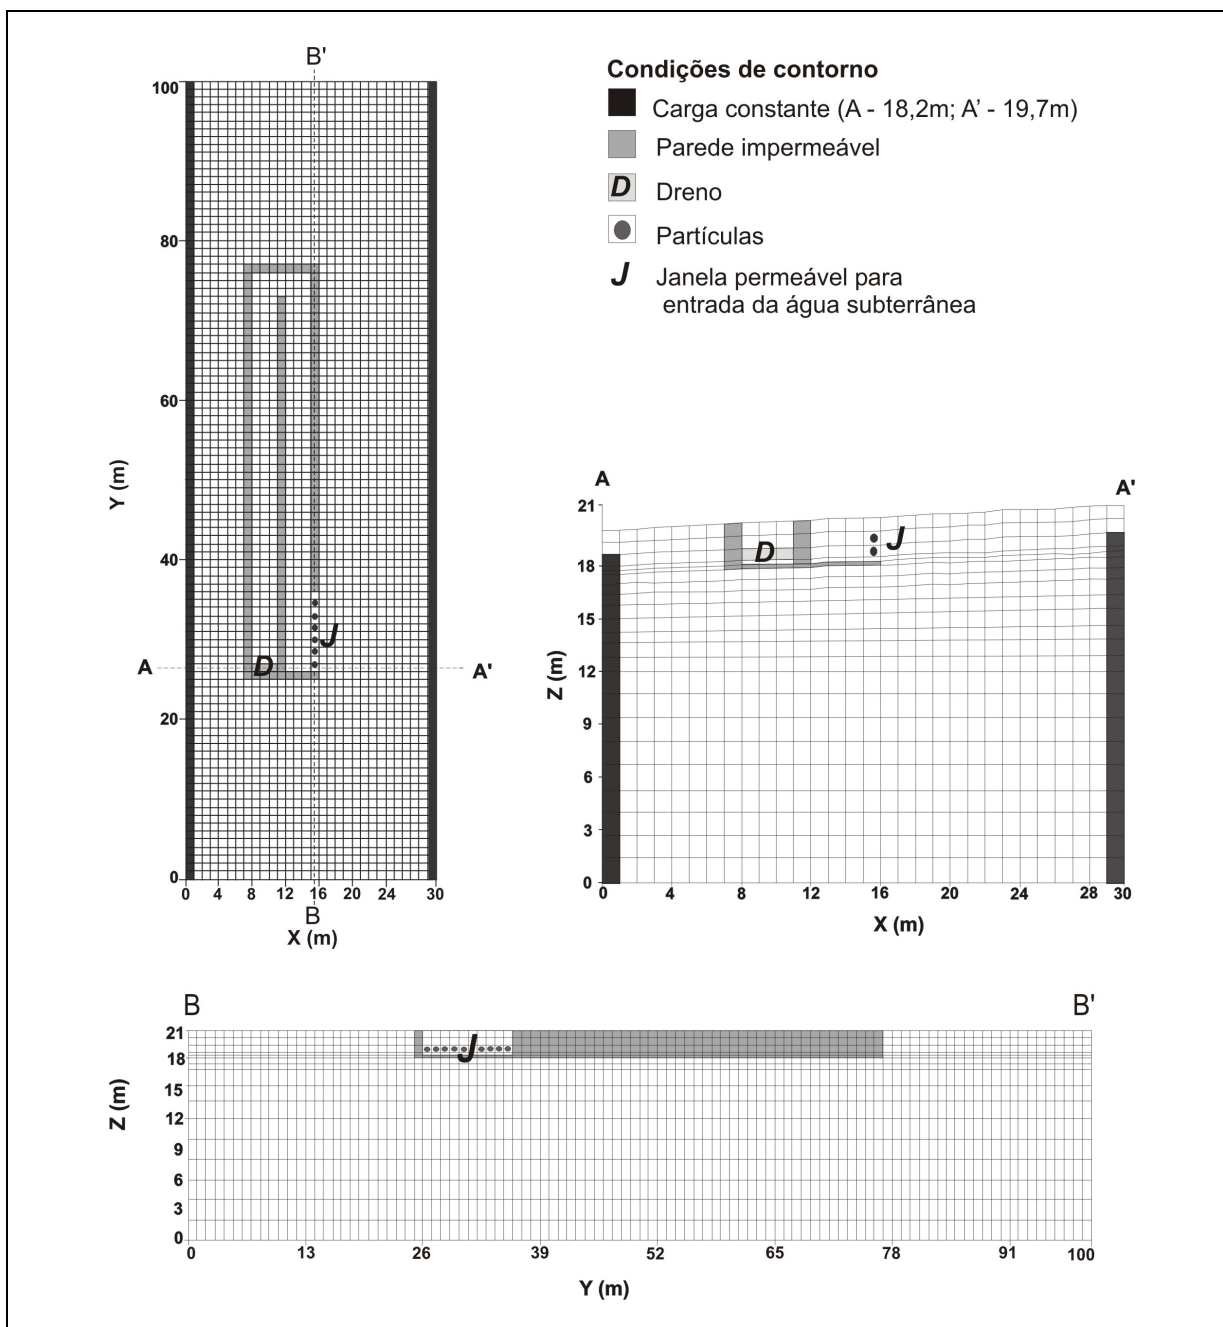 B'
100
80
60
40
20
0
Y (m)
A
D
J
A'
0 4 8 12 16 20 24 30
B
X (m)
Condições de contorno
Carga constante (A - 18,2m; A' - 19,7m)
Parede impermeável
D Dreno
Partículas
J Janela permeável para
entrada da água subterrânea
A
A'
21
18
15
12
9
6
3
0
Z (m)
D
J
0 4 8 12 16 20 24 28 30
X (m)
B
B'
21
18
15
12
9
6
3
0
Z (m)
J
0 13 26 39 52 65 78 91 100
Y (m)